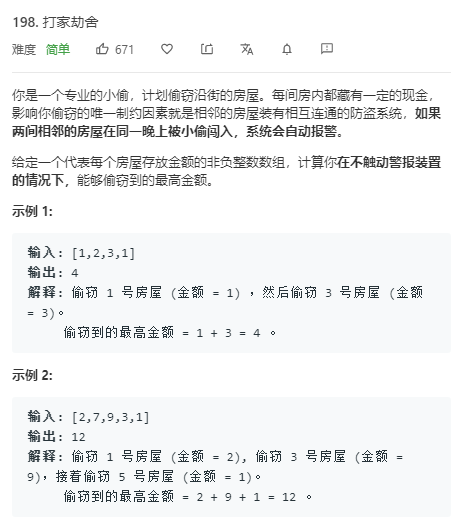 198. 打家劫舍
难度 简单 671
你是一个专业的小偷，计划偷窃沿街的房屋。每间房内都藏有一定的现金，
影响你偷窃的唯一制约因素就是相邻的房屋装有相互连通的防盗系统，如果
两间相邻的房屋在同一晚上被小偷闯入，系统会自动报警。
给定一个代表每个房屋存放金额的非负整数数组，计算你在不触动警报装置
的情况下，能够偷窃到的最高金额。
示例 1:
输入: [1,2,3,1]
输出: 4
解释: 偷窃 1 号房屋 (金额 = 1) ，然后偷窃 3 号房屋 (金额
= 3)。
偷窃到的最高金额 = 1 + 3 = 4 。
示例 2:
输入: [2,7,9,3,1]
输出: 12
解释: 偷窃 1 号房屋 (金额 = 2), 偷窃 3 号房屋 (金额 =
9)，接着偷窃 5 号房屋 (金额 = 1)。
偷窃到的最高金额 = 2 + 9 + 1 = 12 。